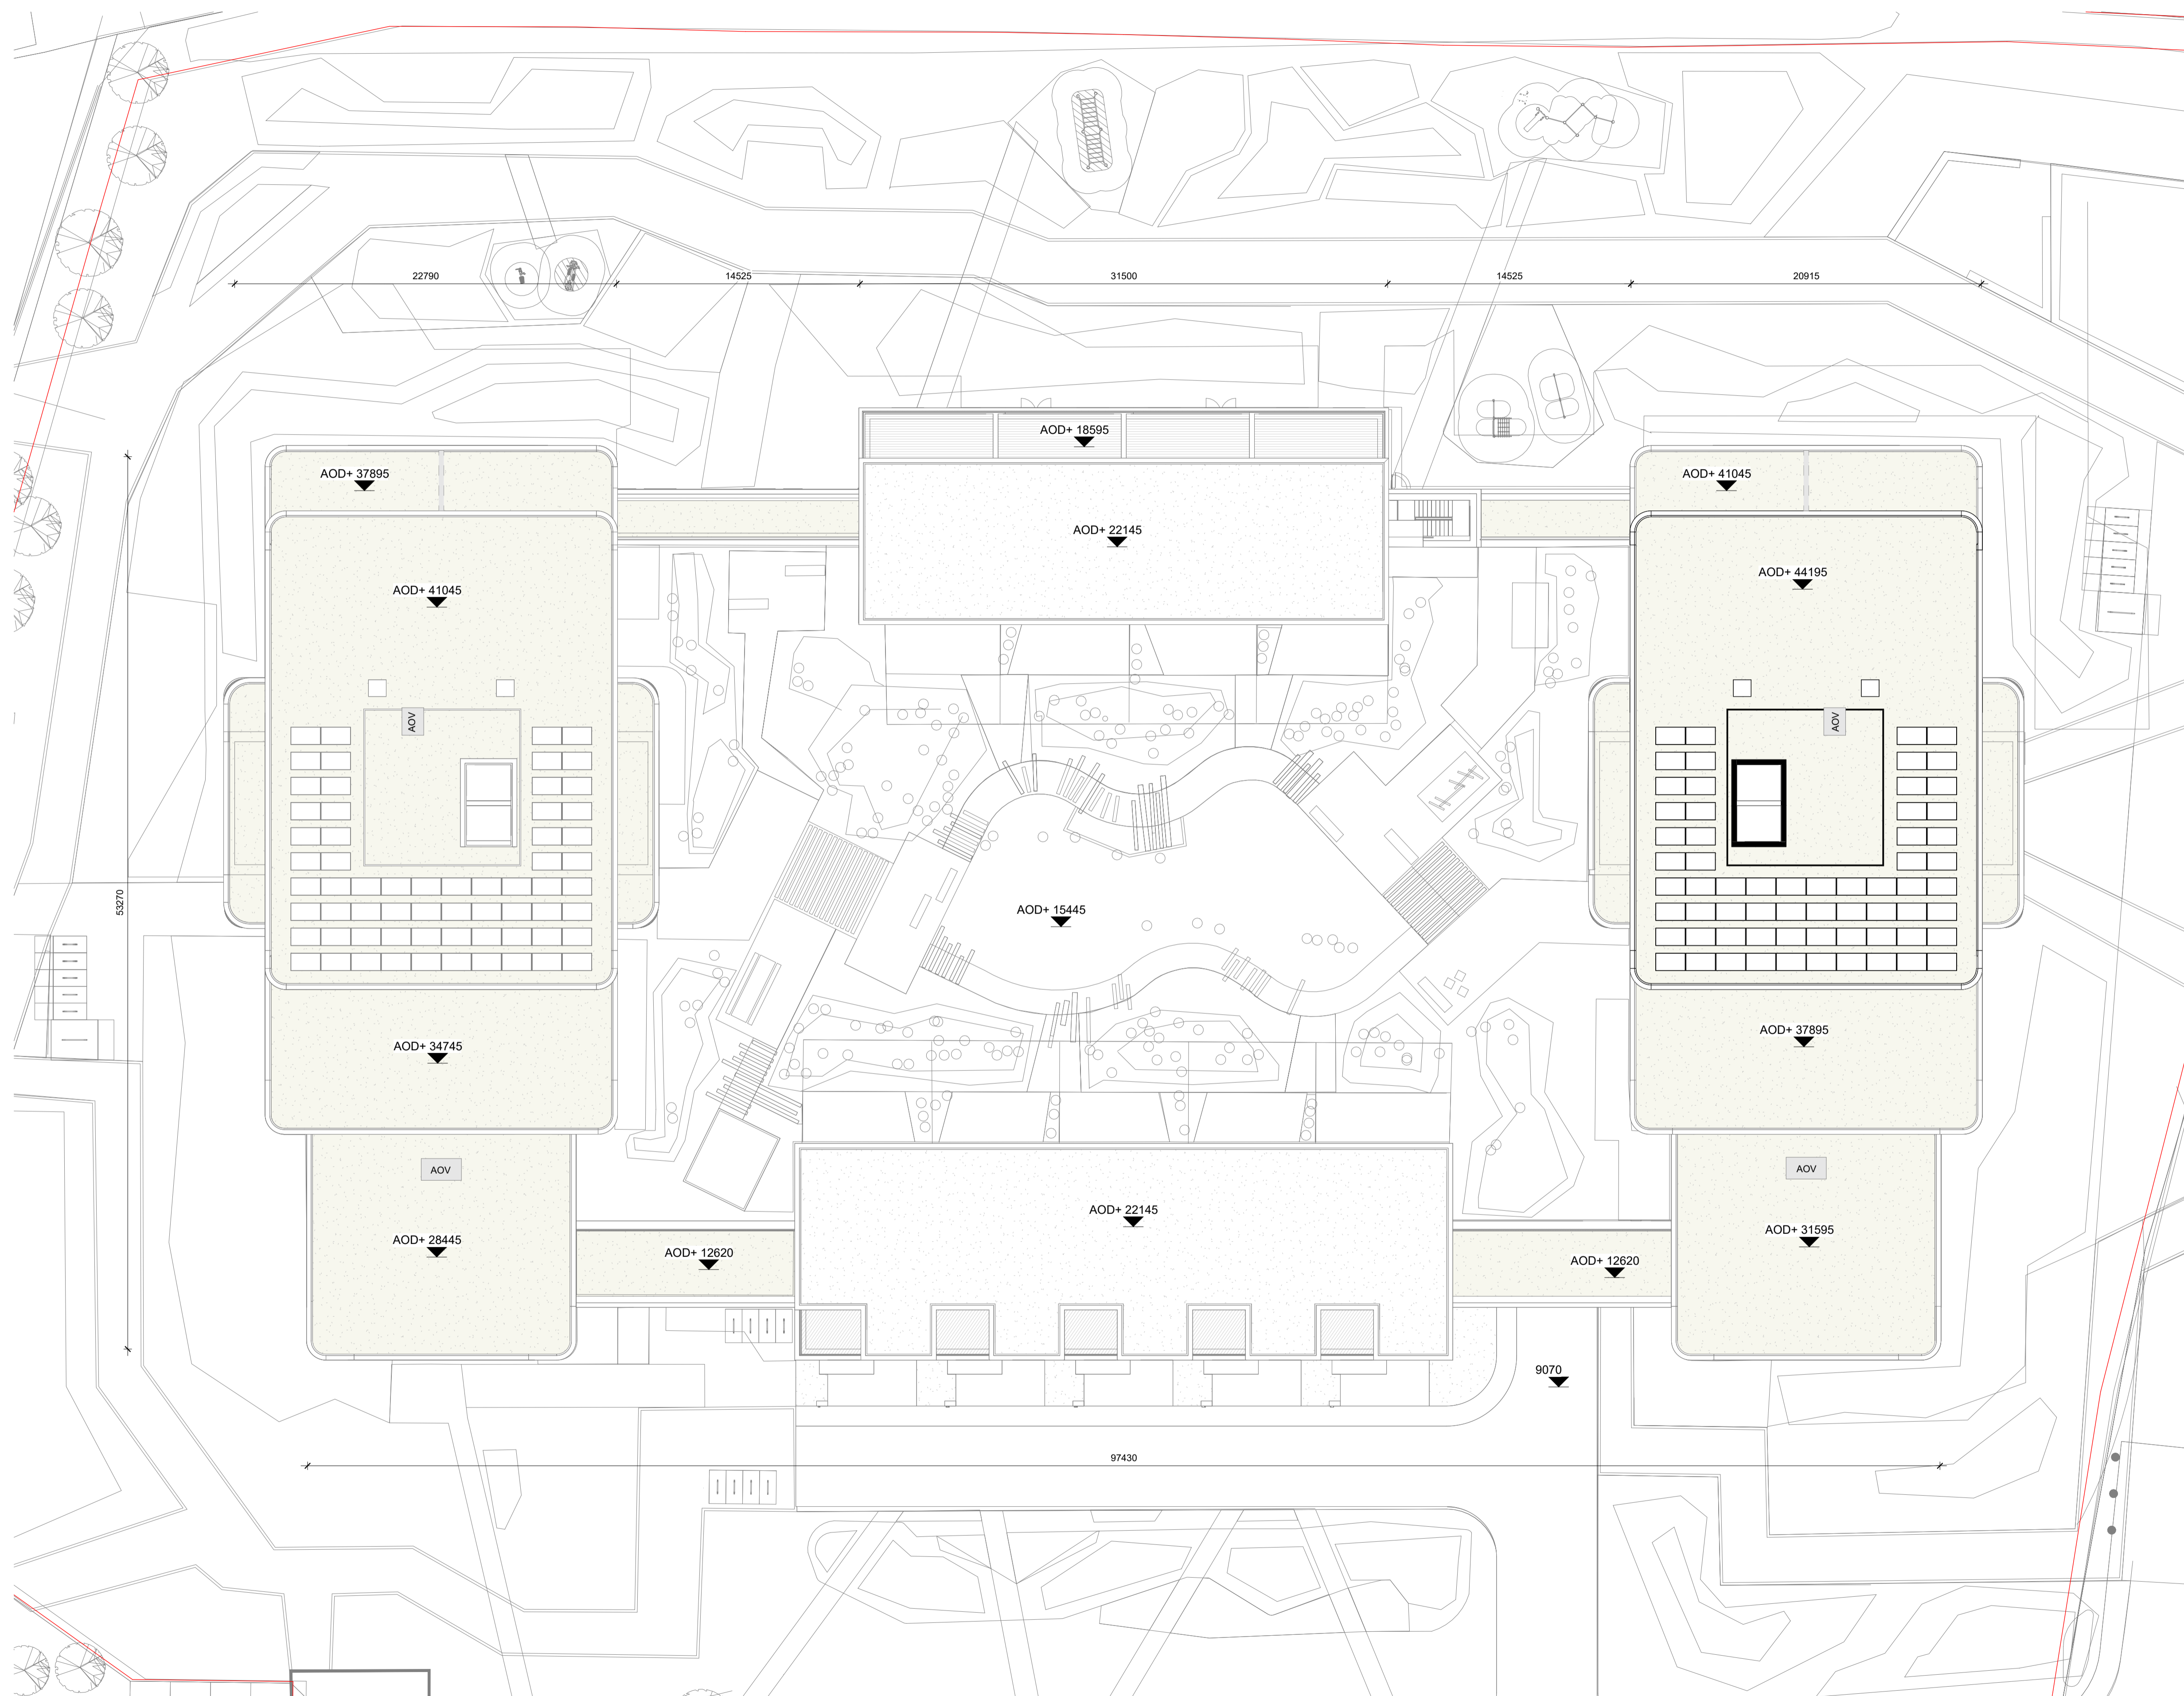 22790
14525
31500
14525
20915
AOD+ 18595
AOD+ 37895
AOD+ 41045
AOD+ 22145
AOD+ 44195
AOD+ 41045
AOV
AOV
53270
AOD+ 15445
AOD+ 37895
AOD+ 34745
AOV
AOV
AOD+ 22145
AOD+ 31595
AOD+ 28445
AOD+ 12620
AOD+ 12620
9070
97430